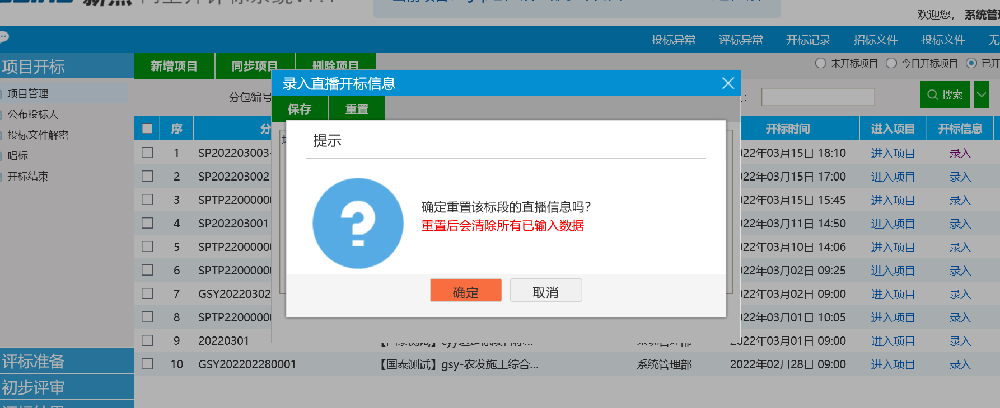 欢迎您，系统管
投标异常 评标异常 开标记录 招标文件 投标文件 无
项目开标
新增项目 同步项目 删除项目
未开标项目 今日开标项目 已开
录入直播开标信息
保存 重置
项目管理
公布投标人
投标文件解密
唱标
开标结束
分包编号
搜索
序 分 开标时间 进入项目 开标信息
提示
确定重置该标段的直播信息吗?
重置后会清除所有已输入数据
确定 取消
1 SP202203003- 022年03月15日 18:10 进入项目 录入
2 SP202203002- 022年03月15日 17:00 进入项目 录入
3 SPTP2200000 022年03月15日 15:45 进入项目 录入
4 SP202203001- 022年03月11日 14:50 进入项目 录入
5 SPTP2200000 022年03月10日 14:06 进入项目 录入
6 SPTP2200000 022年03月02日 09:25 进入项目 录入
7 GSY20220302 022年03月02日 09:00 进入项目 录入
8 SPTP2200000 022年03月01日 10:05 进入项目 录入
9 20220301 2022年03月01日 09:00 进入项目 录入
10 GSY202202280001 【国泰测试】gsy-农发施工综合... 系统管理部 2022年02月28日 09:00 进入项目 录入
评标准备
初步评审